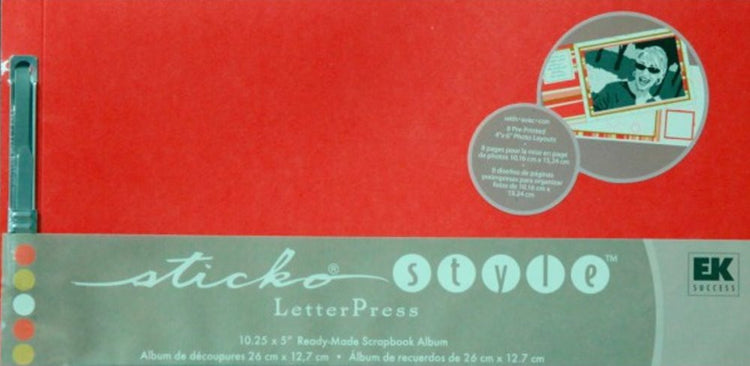 with•avec•con
8 Pre-Printed
4"x6" Photo Layouts
•
8 pages pour la mise en page
de photos 10,16 cm x 15,24 cm
•
8 diseños de páginas
preimpresas para organizar
fotos de 10,16 cm x
15,24 cm
sticko® style™
LetterPress
EK
SUCCESS
10.25 x 5" Ready-Made Scrapbook Album
Album de découpures 26 cm x 12,7 cm • Álbum de recuerdos de 26 cm x 12.7 cm